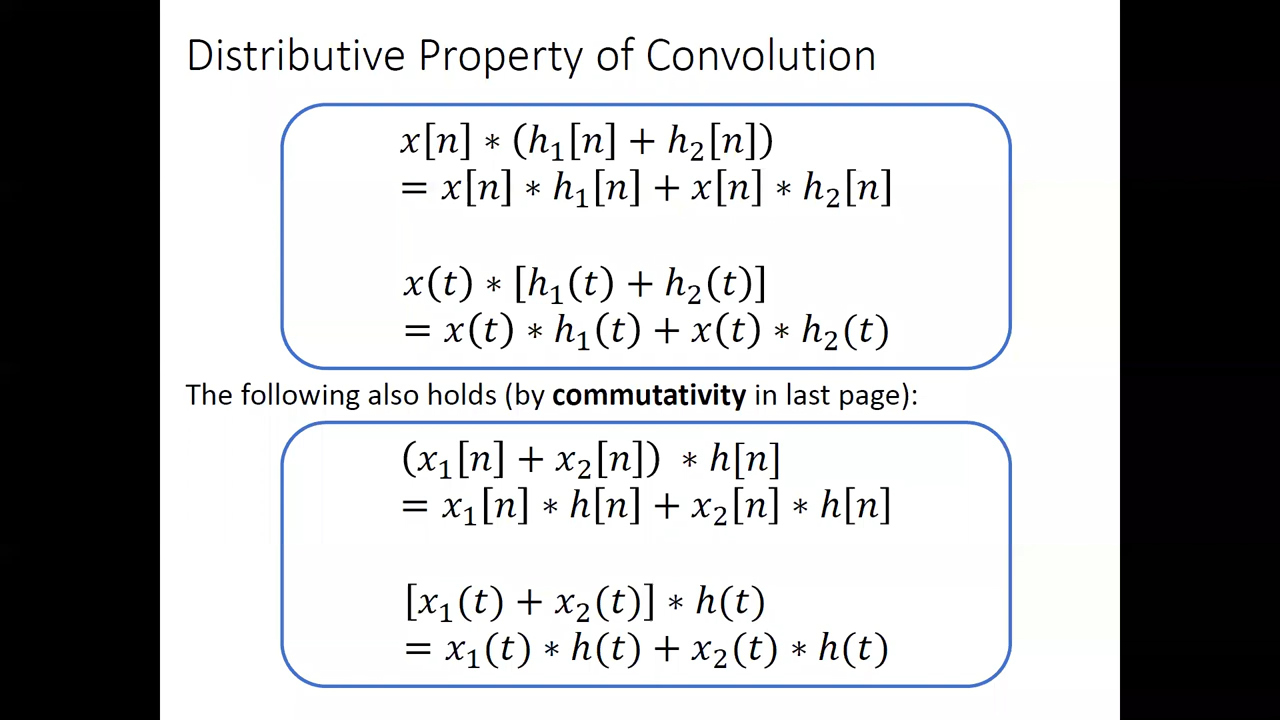 Distributive Property of Convolution
x[n] ∗ (h₁[n] + h₂[n])
= x[n] ∗ h₁[n] + x[n] ∗ h₂[n]
x(t) ∗ [h₁(t) + h₂(t)]
= x(t) ∗ h₁(t) + x(t) ∗ h₂(t)
The following also holds (by commutativity in last page):
(x₁[n] + x₂[n]) ∗ h[n]
= x₁[n] ∗ h[n] + x₂[n] ∗ h[n]
[x₁(t) + x₂(t)] ∗ h(t)
= x₁(t) ∗ h(t) + x₂(t) ∗ h(t)